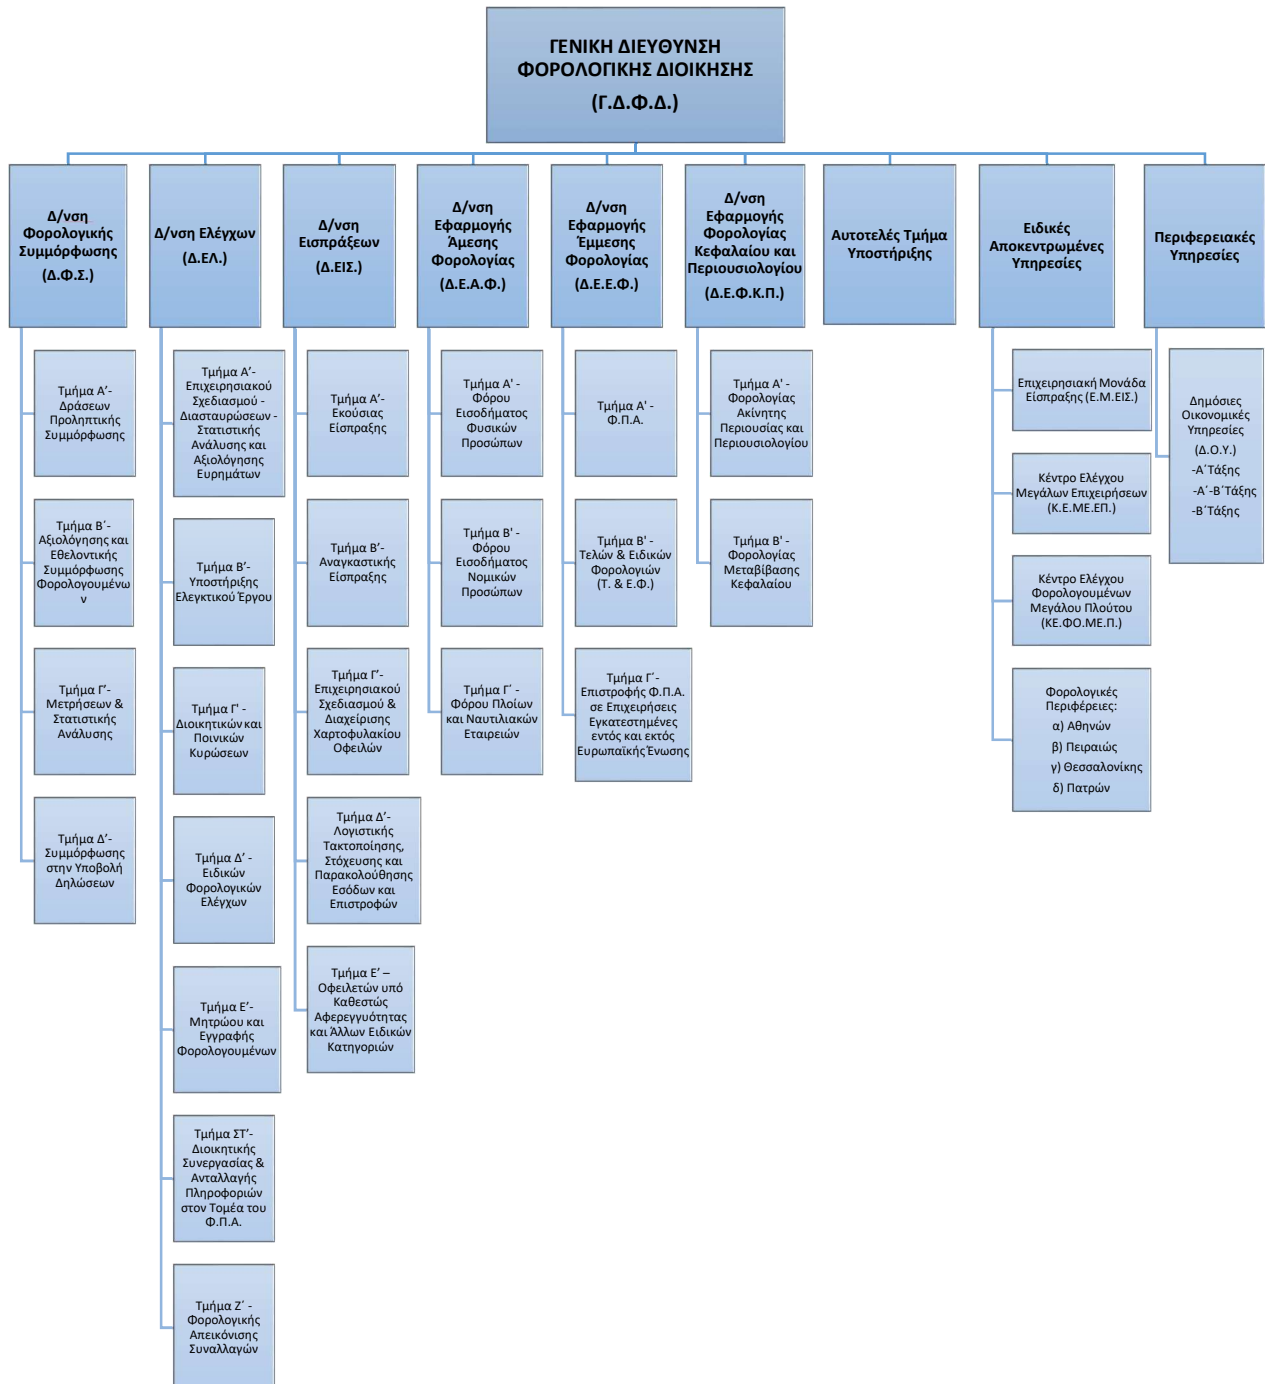 ΓΕΝΙΚΗ ΔΙΕΥΘΥΝΣΗ
ΦΟΡΟΛΟΓΙΚΗΣ ΔΙΟΙΚΗΣΗΣ
(Γ.Δ.Φ.Δ.)
Δ/νση
Φορολογικής
Συμμόρφωσης
(Δ.Φ.Σ.)
Τμήμα Α’-
Δράσεων
Προληπτικής
Συμμόρφωσης
Τμήμα Β΄-
Αξιολόγησης και
Εθελοντικής
Συμμόρφωσης
Φορολογουμένω
ν
Τμήμα Γ’-
Μετρήσεων &
Στατιστικής
Ανάλυσης
Τμήμα Δ’-
Συμμόρφωσης
στην Υποβολή
Δηλώσεων
Δ/νση Ελέγχων
(Δ.ΕΛ.)
Τμήμα Α’-
Επιχειρησιακού
Σχεδιασμού -
Διασταυρώσεων -
Στατιστικής
Ανάλυσης και
Αξιολόγησης
Ευρημάτων
Τμήμα Β’-
Υποστήριξης
Ελεγκτικού Έργου
Τμήμα Γ' -
Διοικητικών και
Ποινικών
Κυρώσεων
Τμήμα Δ’ -
Ειδικών
Φορολογικών
Ελέγχων
Τμήμα Ε’-
Μητρώου και
Εγγραφής
Φορολογουμένων
Τμήμα ΣΤ’-
Διοικητικής
Συνεργασίας &
Ανταλλαγής
Πληροφοριών
στον Τομέα του
Φ.Π.Α.
Τμήμα Ζ΄ -
Φορολογικής
Απεικόνισης
Συναλλαγών
Δ/νση
Εισπράξεων
(Δ.ΕΙΣ.)
Τμήμα Α’-
Εκούσιας
Είσπραξης
Τμήμα Β’-
Αναγκαστικής
Είσπραξης
Τμήμα Γ’-
Επιχειρησιακού
Σχεδιασμού &
Διαχείρισης
Χαρτοφυλακίου
Οφειλών
Τμήμα Δ’-
Λογιστικής
Τακτοποίησης,
Στόχευσης και
Παρακολούθησης
Εσόδων και
Επιστροφών
Τμήμα Ε’ –
Οφειλετών υπό
Καθεστώς
Αφερεγγυότητας
και Άλλων Ειδικών
Κατηγοριών
Δ/νση
Εφαρμογής
Άμεσης
Φορολογίας
(Δ.Ε.Α.Φ.)
Τμήμα Α' -
Φόρου
Εισοδήματος
Φυσικών
Προσώπων
Τμήμα Β' -
Φόρου
Εισοδήματος
Νομικών
Προσώπων
Τμήμα Γ΄ -
Φόρου Πλοίων
και Ναυτιλιακών
Εταιρειών
Δ/νση
Εφαρμογής
Έμμεσης
Φορολογίας
(Δ.Ε.Ε.Φ.)
Τμήμα Α' -
Φ.Π.Α.
Τμήμα Β' -
Τελών & Ειδικών
Φορολογιών
(Τ. & Ε.Φ.)
Τμήμα Γ΄-
Επιστροφής Φ.Π.Α.
σε Επιχειρήσεις
Εγκατεστημένες
εντός και εκτός
Ευρωπαϊκής Ένωσης
Δ/νση
Εφαρμογής
Φορολογίας
Κεφαλαίου και
Περιουσιολογίου
(Δ.Ε.Φ.Κ.Π.)
Τμήμα Α' -
Φορολογίας
Ακίνητης
Περιουσίας και
Περιουσιολογίου
Τμήμα Β' -
Φορολογίας
Μεταβίβασης
Κεφαλαίου
Αυτοτελές Τμήμα
Υποστήριξης
Ειδικές
Αποκεντρωμένες
Υπηρεσίες
Επιχειρησιακή Μονάδα
Είσπραξης (Ε.Μ.ΕΙΣ.)
Κέντρο Ελέγχου
Μεγάλων Επιχειρήσεων
(Κ.Ε.ΜΕ.ΕΠ.)
Κέντρο Ελέγχου
Φορολογουμένων
Μεγάλου Πλούτου
(ΚΕ.ΦΟ.ΜΕ.Π.)
Φορολογικές
Περιφέρειες:
α) Αθηνών
β) Πειραιώς
γ) Θεσσαλονίκης
δ) Πατρών
Περιφερειακές
Υπηρεσίες
Δημόσιες
Οικονομικές
Υπηρεσίες
(Δ.Ο.Υ.)
-Α΄Τάξης
-Α΄-Β΄Τάξης
-Β΄Τάξης